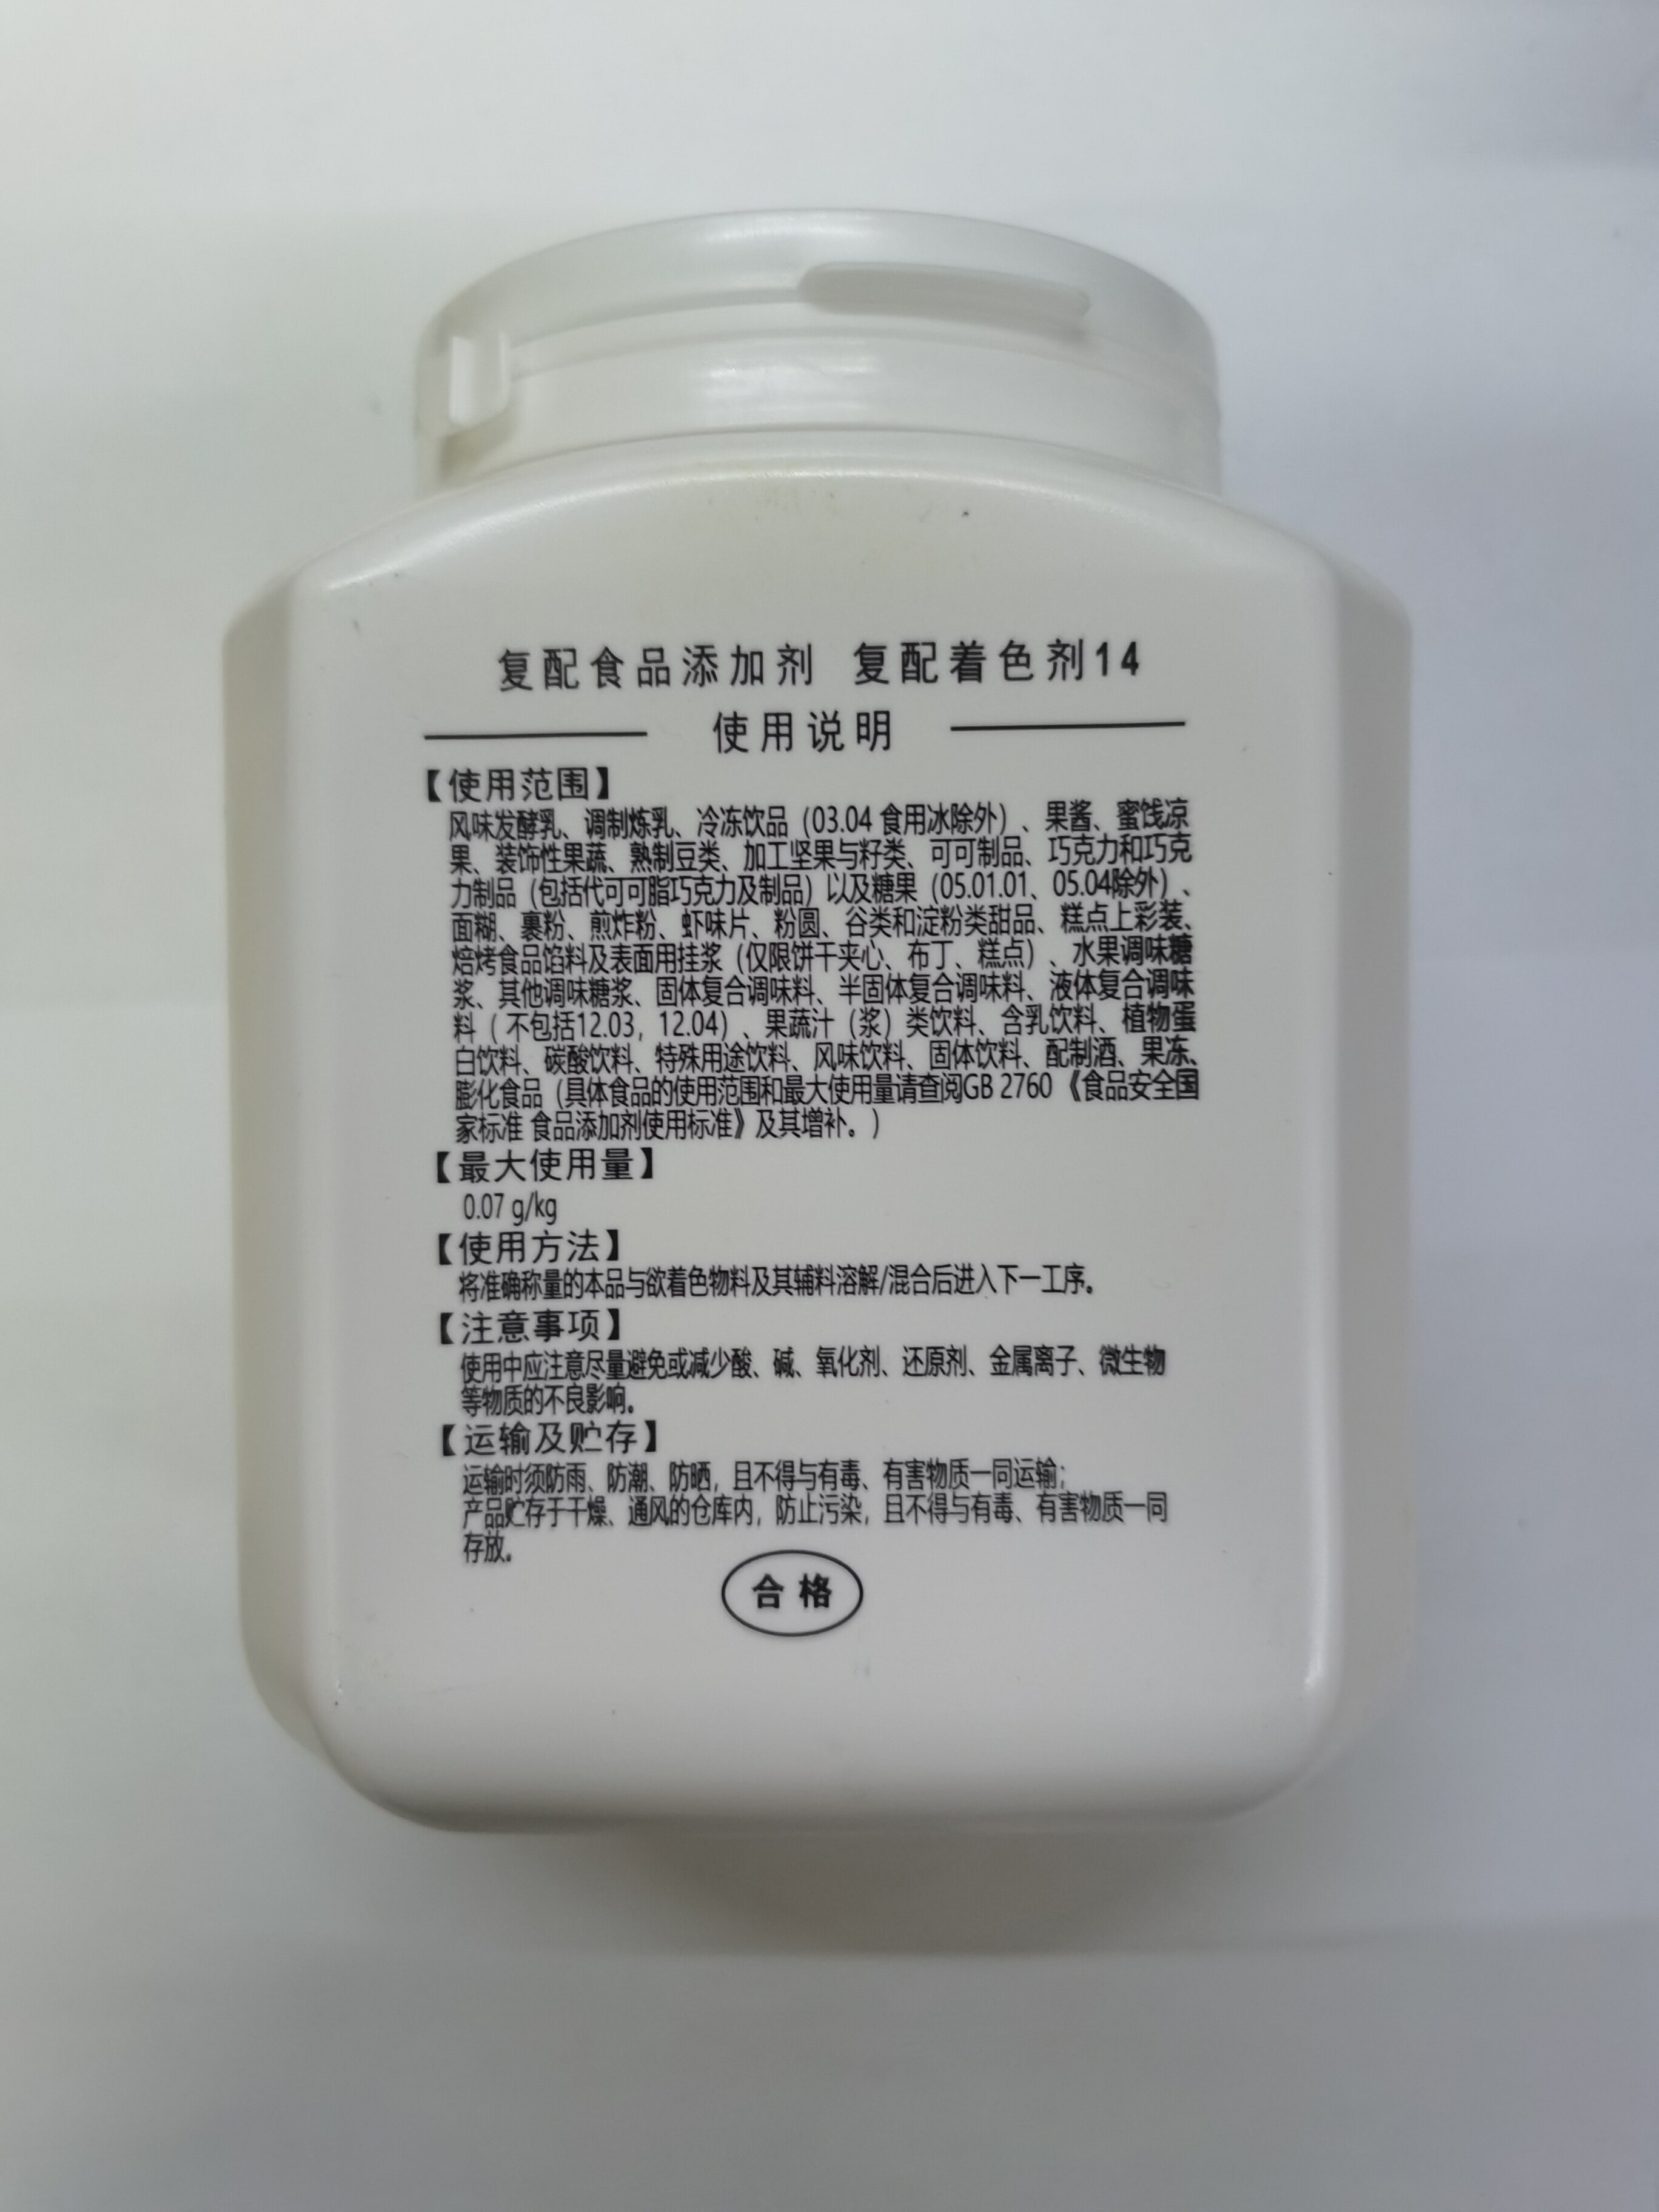 复配食品添加剂 复配着色剂14
使用说明
【使用范围】
风味发酵乳、调制炼乳、冷冻饮品（03.04 食用冰除外）、果酱、蜜饯凉
果、装饰性果蔬、熟制豆类、加工坚果与籽类、可可制品、巧克力和巧克
力制品（包括代可可脂巧克力及制品）以及糖果（05.01.01、05.04除外）、
面糊、裹粉、煎炸粉、虾味片、粉圆、谷类和淀粉类甜品、糕点上彩装、
焙烤食品馅料及表面用挂浆（仅限饼干夹心、布丁、糕点）、水果调味糖
浆、其他调味糖浆、固体复合调味料、半固体复合调味料、液体复合调味
料（ 不包括12.03，12.04）、果蔬汁（浆）类饮料、含乳饮料、植物蛋
白饮料、碳酸饮料、特殊用途饮料、风味饮料、固体饮料、配制酒、果冻、
膨化食品（具体食品的使用范围和最大使用量请查阅GB 2760《食品安全国
家标准 食品添加剂使用标准》及其增补。）
【最大使用量】
0.07 g/kg
【使用方法】
将准确称量的本品与欲着色物料及其辅料溶解/混合后进入下一工序。
【注意事项】
使用中应注意尽量避免或减少酸、碱、氧化剂、还原剂、金属离子、微生物
等物质的不良影响。
【运输及贮存】
运输时须防雨、防潮、防晒，且不得与有毒、有害物质一同运输；
产品贮存于干燥、通风的仓库内，防止污染，且不得与有毒、有害物质一同
存放。
合格